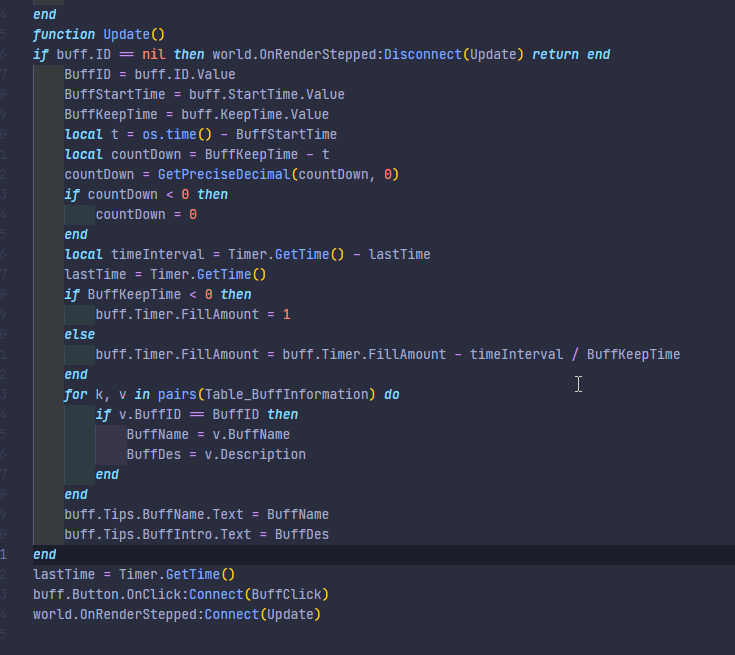 end
function Update()
if buff.ID == nil then world.OnRenderStepped:Disconnect(Update) return end
BuffID = buff.ID.Value
BuffStartTime = buff.StartTime.Value
BuffKeepTime = buff.KeepTime.Value
local t = os.time() - BuffStartTime
local countDown = BuffKeepTime - t
countDown = GetPreciseDecimal(countDown, 0)
if countDown < 0 then
countDown = 0
end
local timeInterval = Timer.GetTime() - lastTime
lastTime = Timer.GetTime()
if BuffKeepTime < 0 then
buff.Timer.FillAmount = 1
else
buff.Timer.FillAmount = buff.Timer.FillAmount - timeInterval / BuffKeepTime
end
for k, v in pairs(Table_BuffInformation) do
if v.BuffID == BuffID then
BuffName = v.BuffName
BuffDes = v.Description
end
end
buff.Tips.BuffName.Text = BuffName
buff.Tips.BuffIntro.Text = BuffDes
end
lastTime = Timer.GetTime()
buff.Button.OnClick:Connect(BuffClick)
world.OnRenderStepped:Connect(Update)